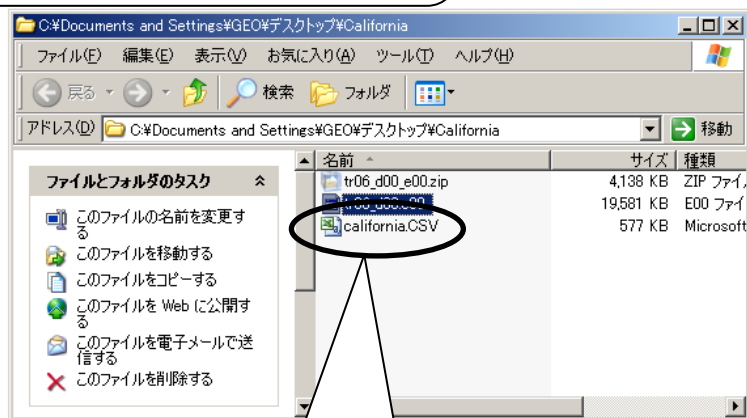 C:¥Documents and Settings¥GEO¥デスクトップ¥California
ファイル(F) 編集(E) 表示(V) お気に入り(A) ツール(T) ヘルプ(H)
戻る 検索 フォルダ
アドレス(D) C:¥Documents and Settings¥GEO¥デスクトップ¥California 移動
ファイルとフォルダのタスク
このファイルの名前を変更す
る
このファイルを移動する
このファイルをコピーする
このファイルを Web に公開す
る
このファイルを電子メールで送
信する
このファイルを削除する
名前 サイズ 種類
tr06_d00_e00.zip 4,138 KB ZIP ファイ
tr06_d00.e00 19,581 KB E00 ファイ
california.CSV 577 KB Microsoft